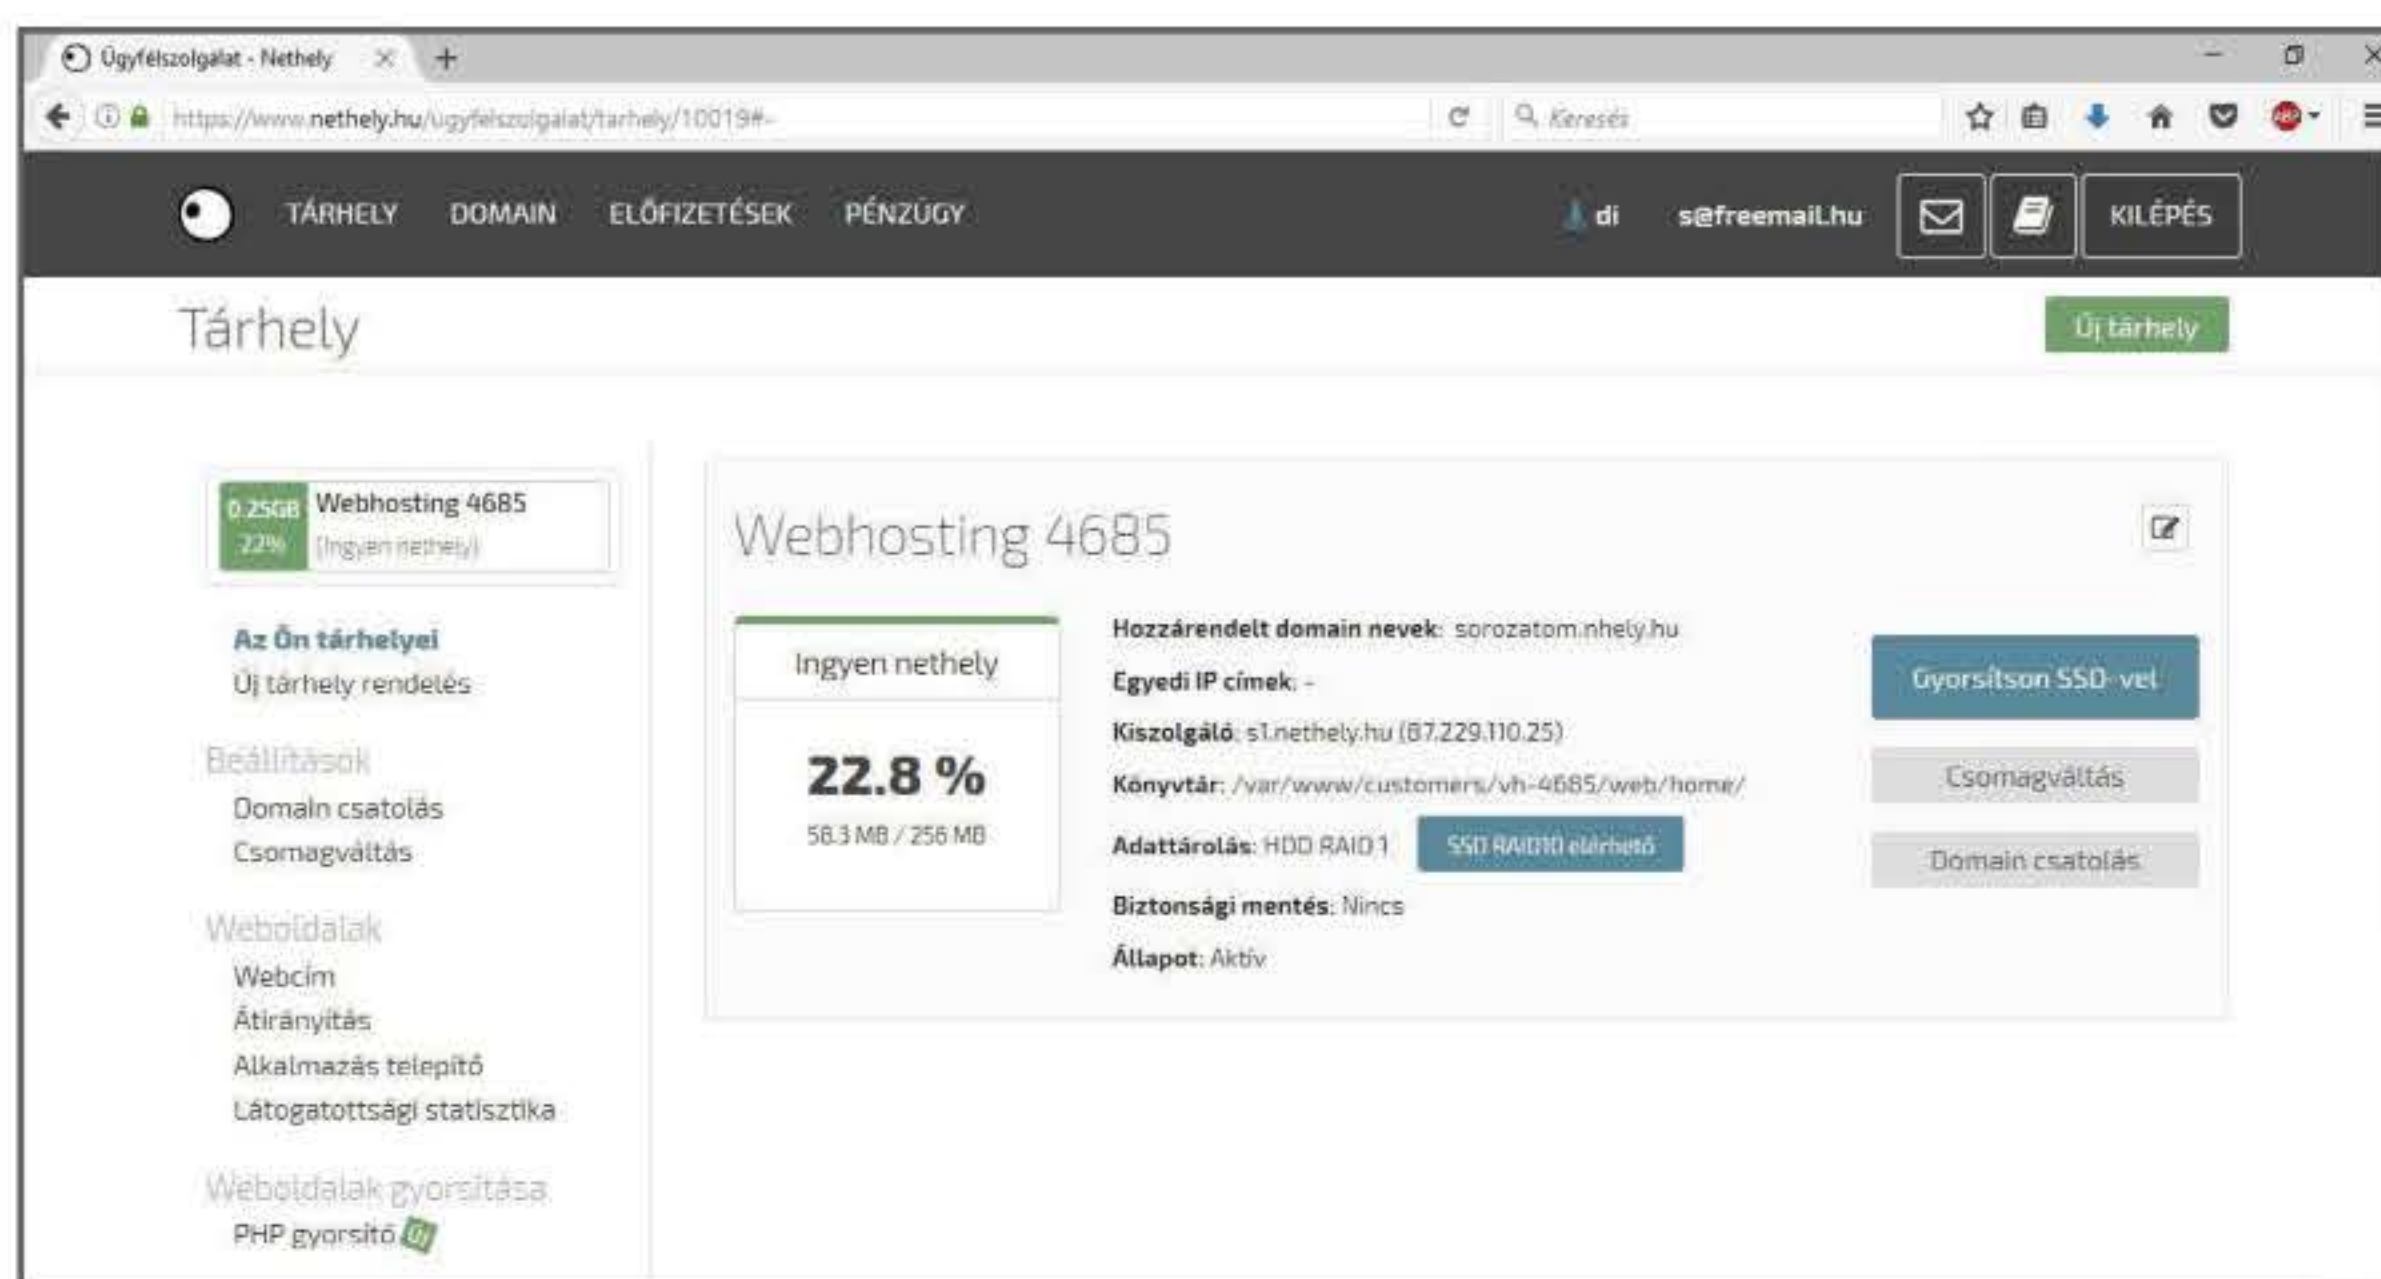 Ügyfélszolgálat - Nethely
https://www.nethely.hu/ugyfelszolgalat/tarhely/10019#-
Keresés
ABP
TÁRHELY DOMAIN ELŐFIZETÉSEK PÉNZÜGY di s@freemail.hu KILÉPÉS
Tárhely
Új tárhely
0.25GB Webhosting 4685
22% (Ingyen nethely)
Az Ön tárhelyei
Új tárhely rendelés
Beállítások
Domain csatolás
Csomagváltás
Weboldalak
Webcím
Átirányítás
Alkalmazás telepítő
Látogatottsági statisztika
Weboldalak gyorsítása
PHP gyorsító Új
Webhosting 4685
Ingyen nethely
22.8 %
58.3 MB / 256 MB
Hozzárendelt domain nevek: sorozatom.nhely.hu
Egyedi IP címek: -
Kiszolgáló: s1.nethely.hu (87.229.110.25)
Könyvtár: /var/www/customers/vh-4685/web/home/
Adattárolás: HDD RAID 1 SSD RAID10 elérhető
Biztonsági mentés: Nincs
Állapot: Aktív
Gyorsítson SSD-vel
Csomagváltás
Domain csatolás